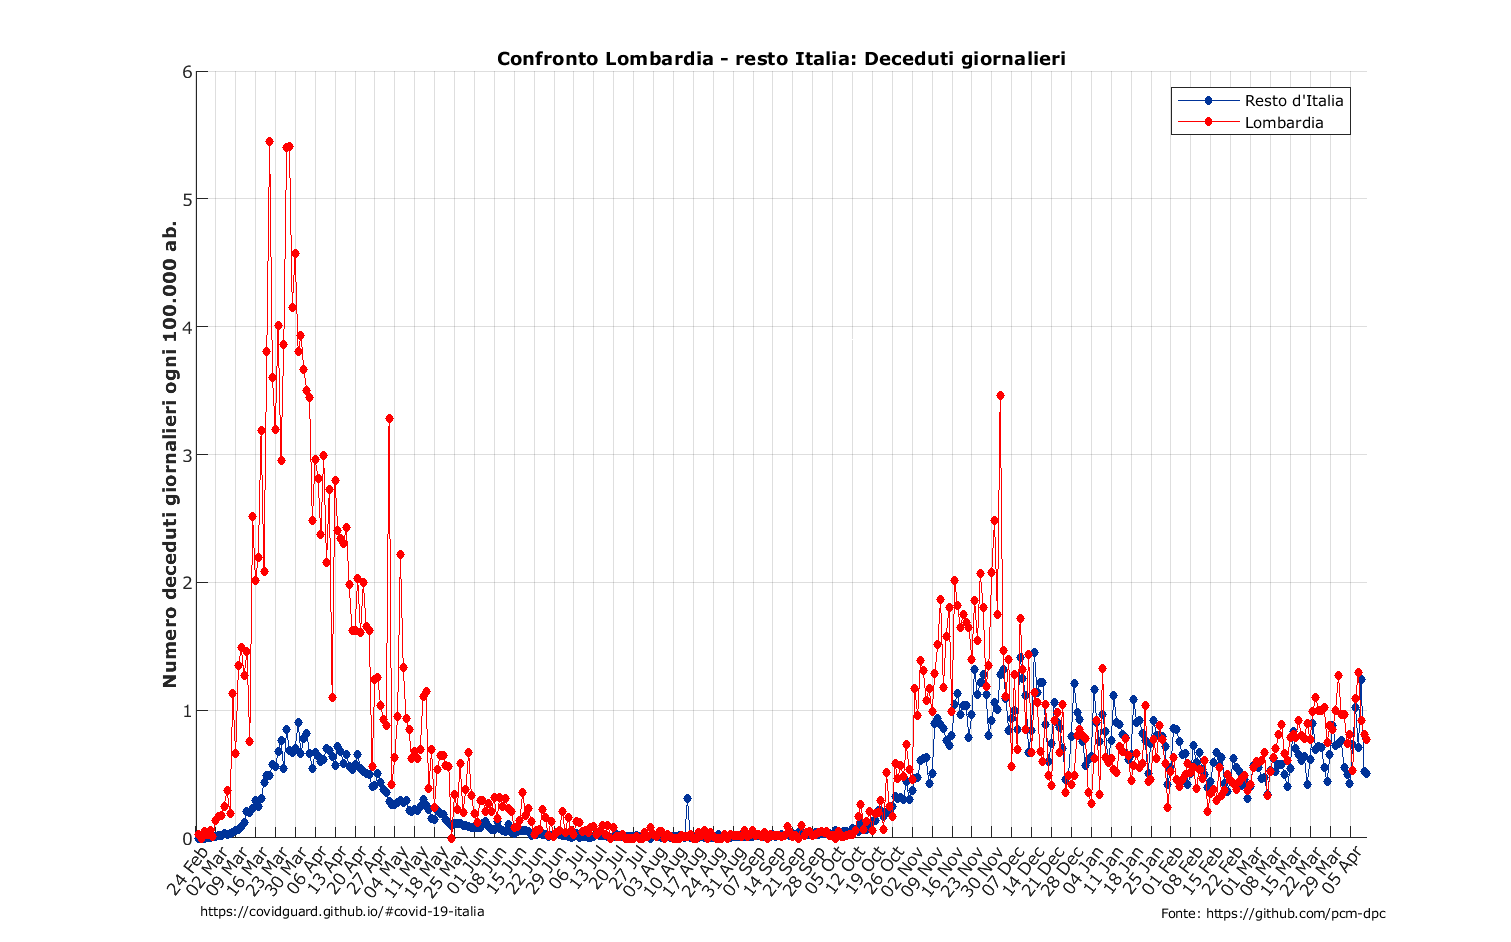 Confronto Lombardia - resto Italia: Deceduti giornalieri
6
5
4
3
2
1
0
Numero deceduti giornalieri ogni 100.000 ab.
Resto d'Italia
Lombardia
24 Feb
02 Mar
09 Mar
16 Mar
23 Mar
30 Mar
06 Apr
13 Apr
20 Apr
27 Apr
04 May
11 May
18 May
25 May
01 Jun
08 Jun
15 Jun
22 Jun
29 Jun
06 Jul
13 Jul
20 Jul
27 Jul
03 Aug
10 Aug
17 Aug
24 Aug
31 Aug
07 Sep
14 Sep
21 Sep
28 Sep
05 Oct
12 Oct
19 Oct
26 Oct
02 Nov
09 Nov
16 Nov
23 Nov
30 Nov
07 Dec
14 Dec
21 Dec
28 Dec
04 Jan
11 Jan
18 Jan
25 Jan
01 Feb
08 Feb
15 Feb
22 Feb
01 Mar
08 Mar
15 Mar
22 Mar
29 Mar
05 Apr
https://covidguard.github.io/#covid-19-italia
Fonte: https://github.com/pcm-dpc